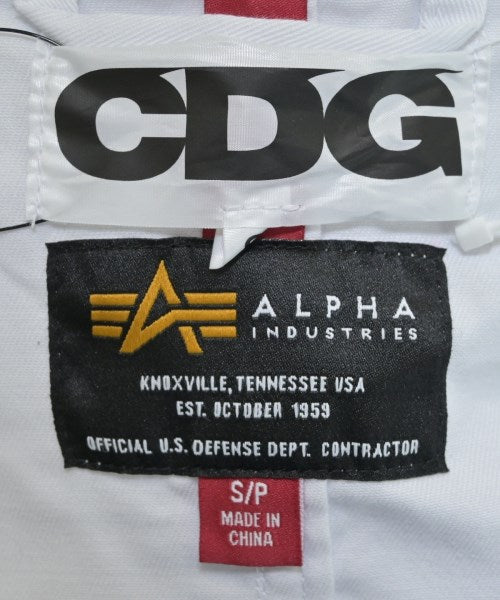 CDG
ALPHA
INDUSTRIES
KNOXVILLE, TENNESSEE USA
EST. OCTOBER 1959
OFFICIAL U.S. DEFENSE DEPT. CONTRACTOR
S/P
MADE IN
CHINA